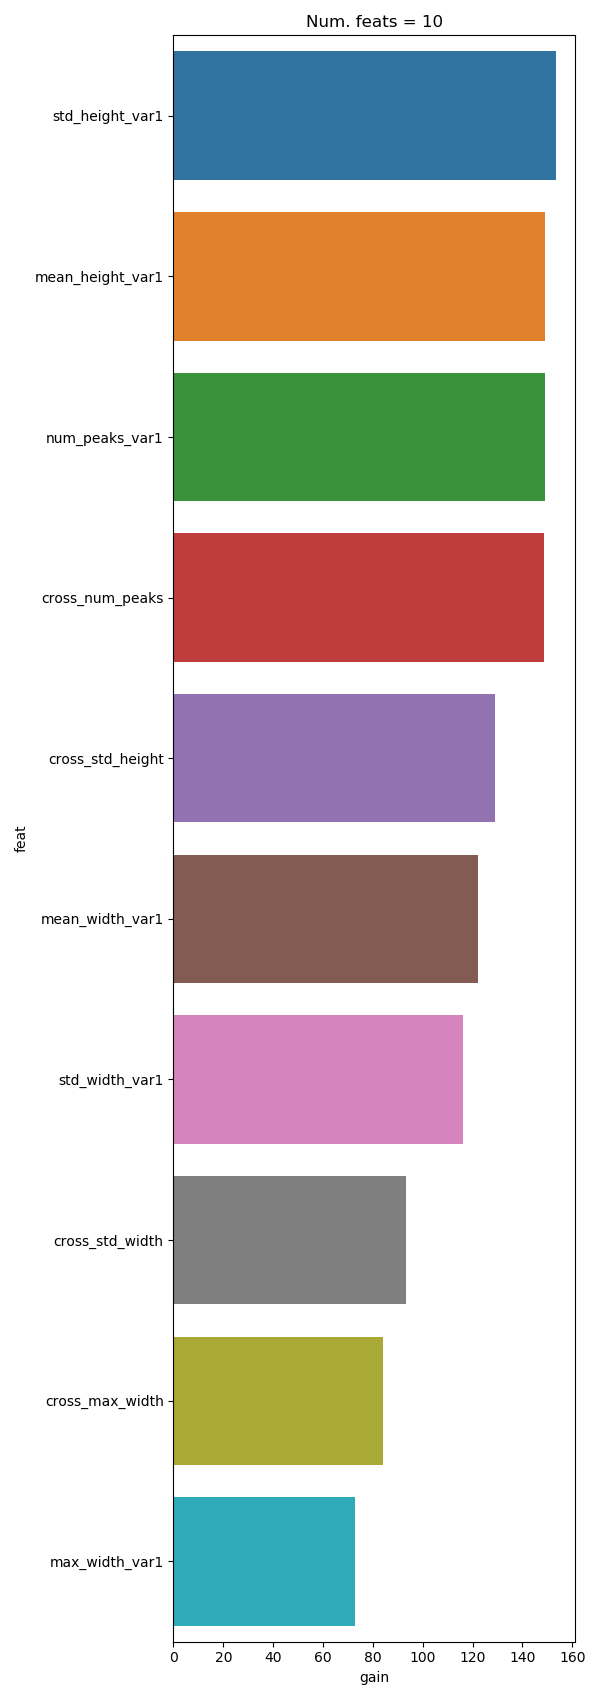 Num. feats = 10
std_height_var1
mean_height_var1
num_peaks_var1
cross_num_peaks
cross_std_height
feat
mean_width_var1
std_width_var1
cross_std_width
cross_max_width
max_width_var1
0 20 40 60 80 100 120 140 160
gain